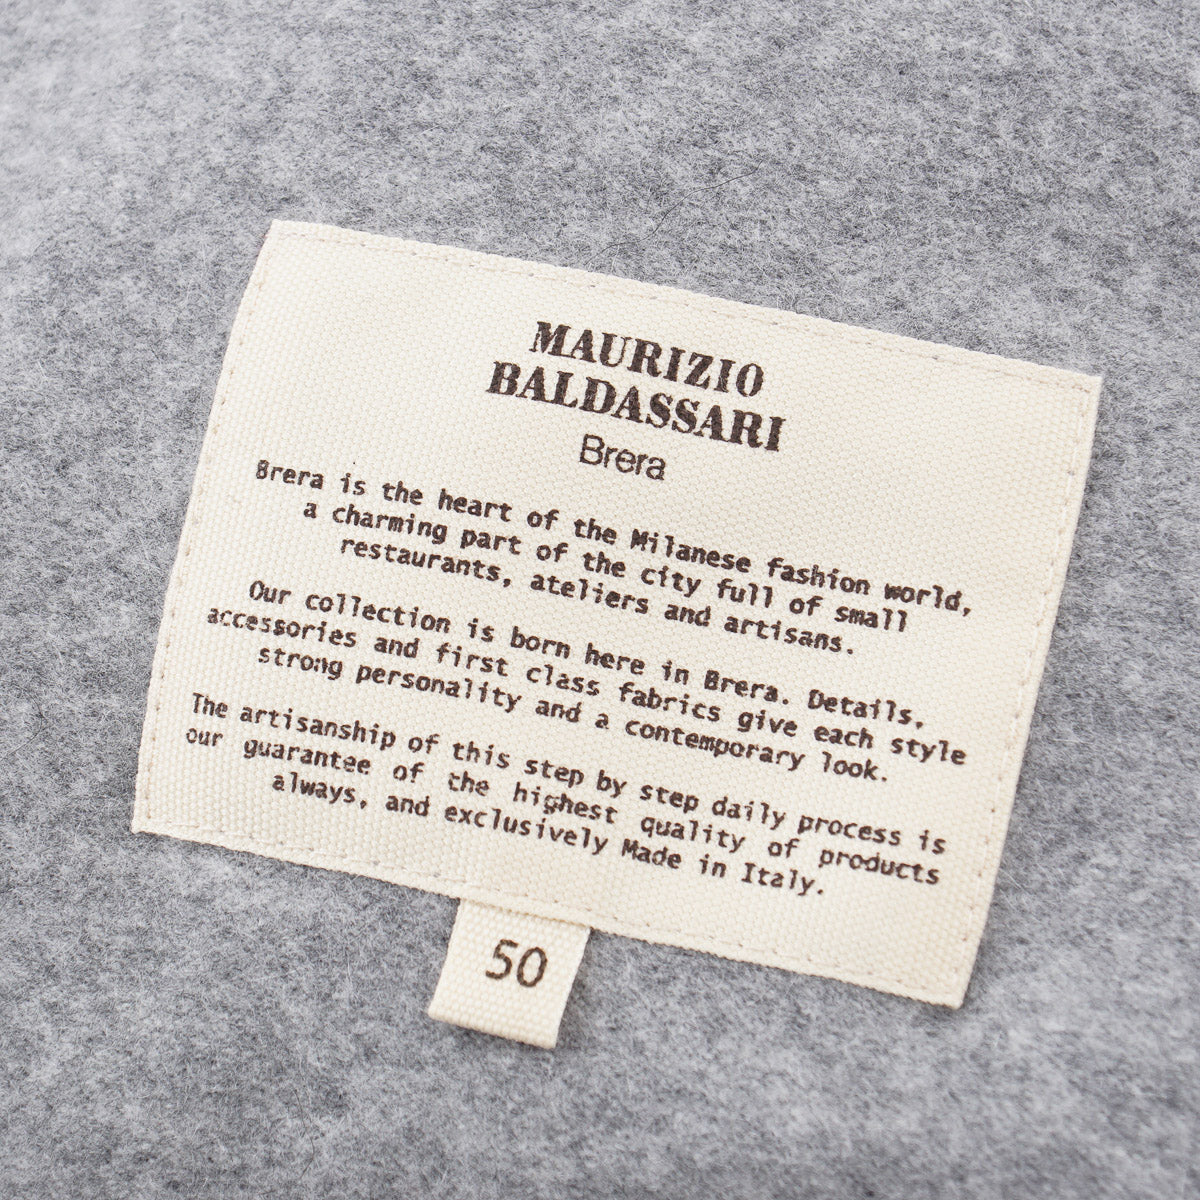 MAURIZIO
BALDASSARI
Brera
Brera is the heart of the Milanese fashion world,
a charming part of the city full of small
restaurants, ateliers and artisans.
Our collection is born here in Brera. Details,
accessories and first class fabrics give each style
strong personality and a contemporary look.
The artisanship of this step by step daily process is
our guarantee of the highest quality of products
always, and exclusively Made in Italy.
50